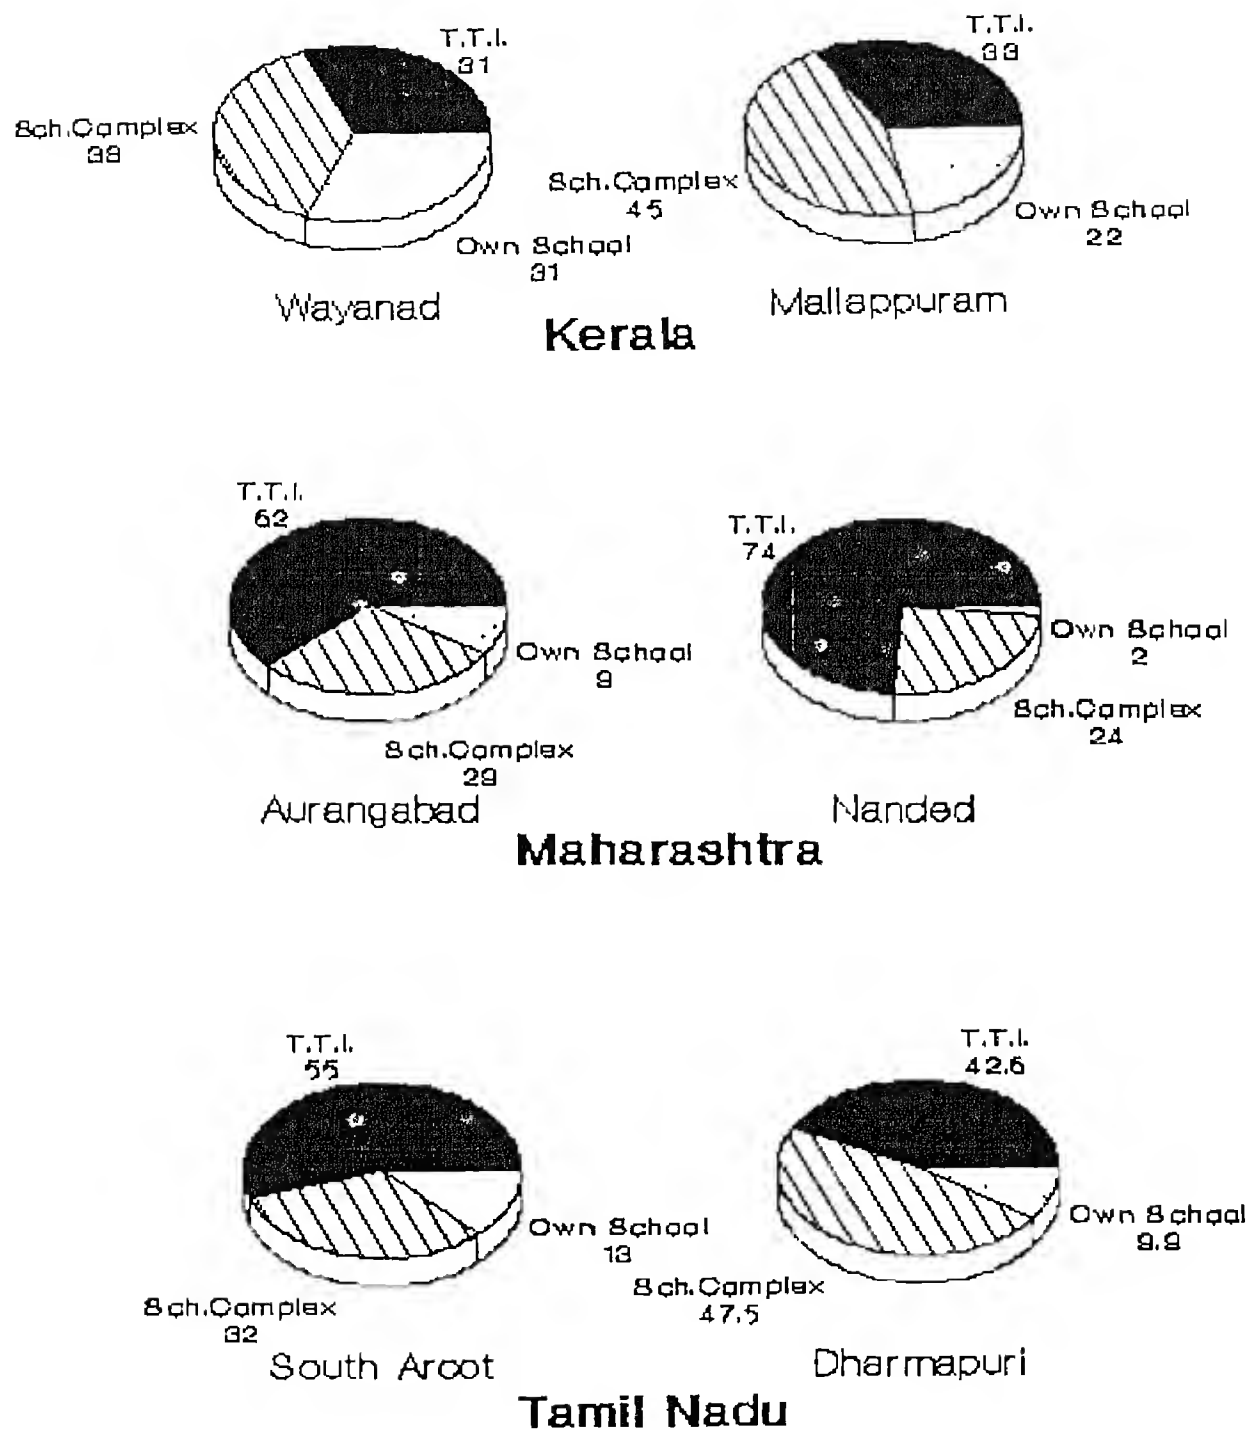 T.T.I.
31
Sch.Complex
38
Own School
31
Wayanad
T.T.I.
33
Sch.Complex
45
Own School
22
Mallappuram
Kerala
T.T.I.
62
Own School
9
Sch.Complex
29
Aurangabad
T.T.I.
74
Own School
2
Sch.Complex
24
Nanded
Maharashtra
T.T.I.
55
Own School
13
Sch.Complex
32
South Arcot
T.T.I.
42.6
Own School
9.9
Sch.Complex
47.5
Dharmapuri
Tamil Nadu